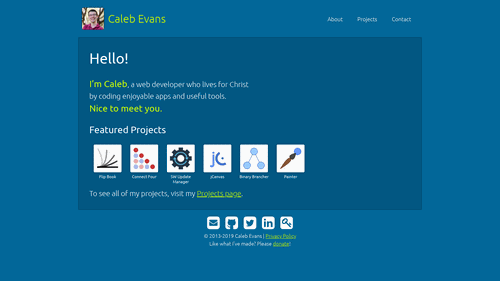 Caleb Evans
About Projects Contact
Hello!
I'm Caleb, a web developer who lives for Christ
by coding enjoyable apps and useful tools.
Nice to meet you.
Featured Projects
Flip Book
Connect Four
SW Update
Manager
jCanvas
Binary Brancher
Painter
To see all of my projects, visit my Projects page.
© 2013-2019 Caleb Evans | Privacy Policy
Like what I've made? Please donate!